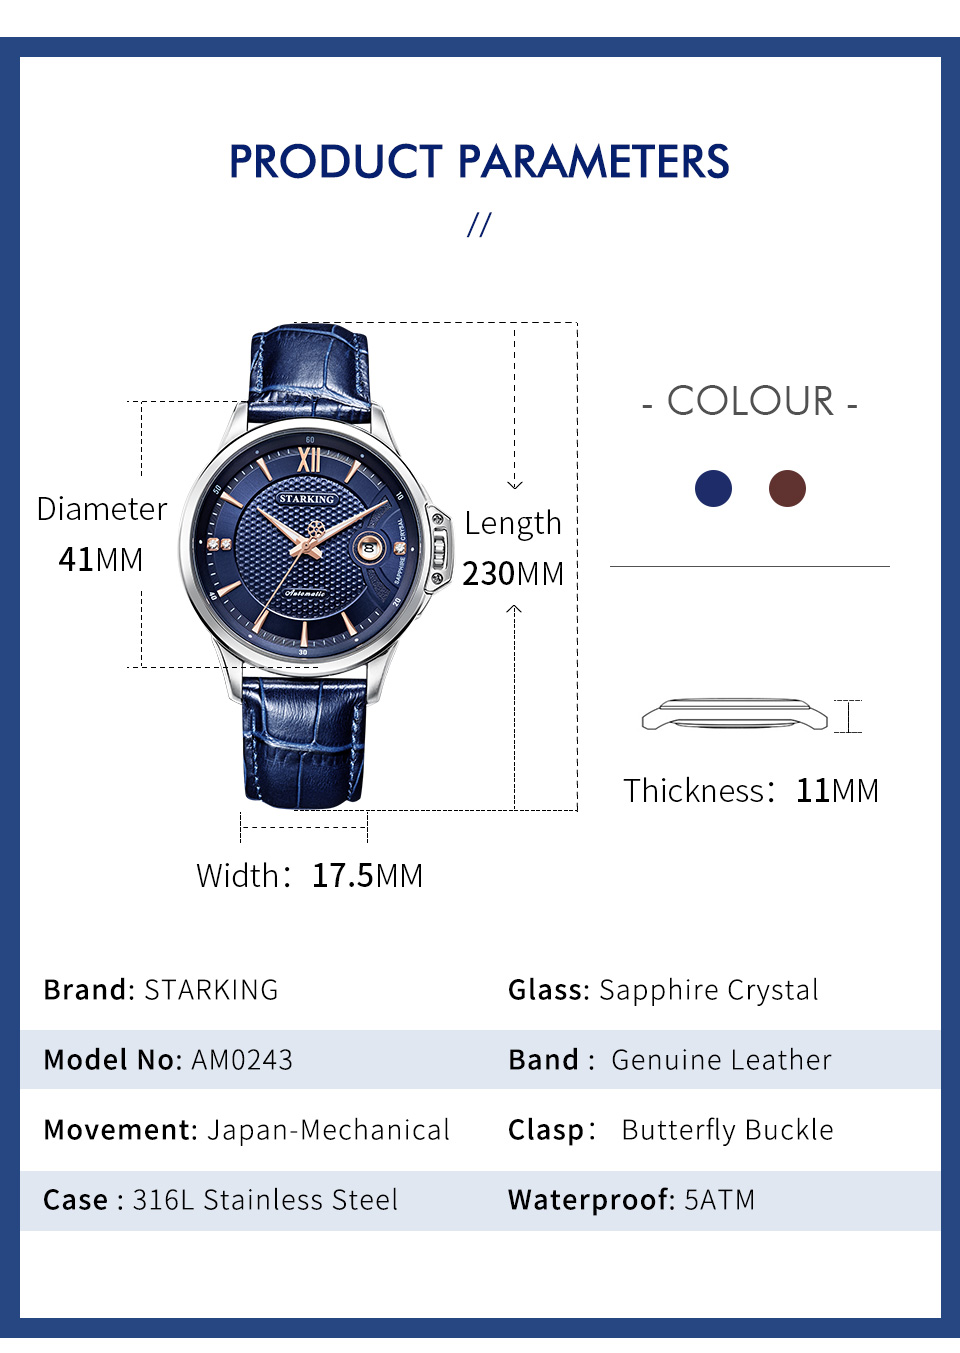 PRODUCT PARAMETERS
//
- COLOUR -
Diameter
41MM
Length
230MM
60
XII
STARKING
50
10
SAPPHIRE CRYSAL
Automatic
40
20
30
Thickness: 11MM
Width: 17.5MM
Brand: STARKING
Glass: Sapphire Crystal
Model No: AM0243
Band : Genuine Leather
Movement: Japan-Mechanical
Clasp: Butterfly Buckle
Case : 316L Stainless Steel
Waterproof: 5ATM